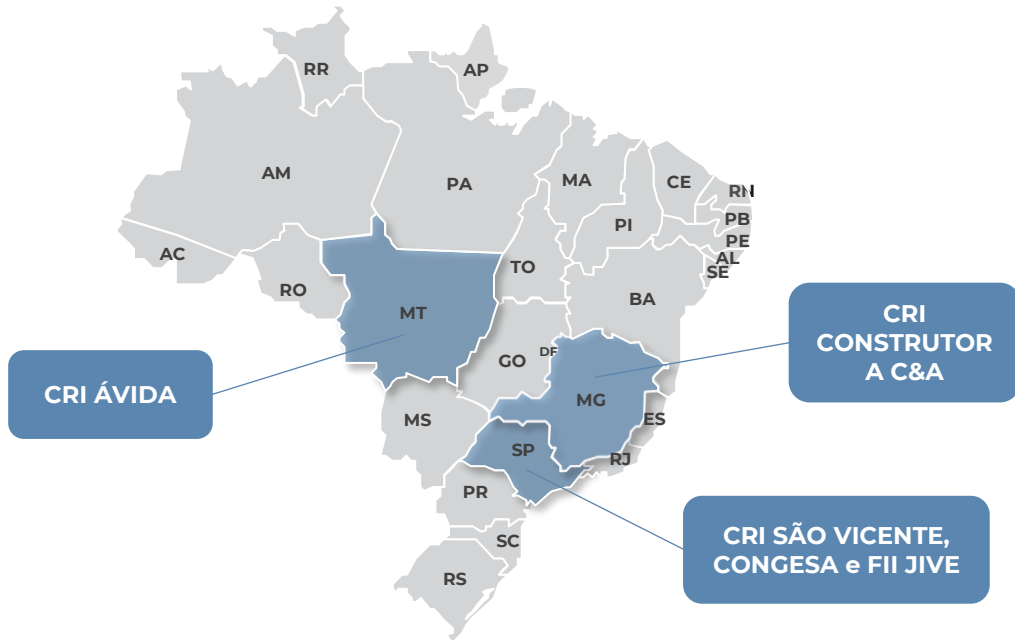 RR
AP
AM
PA
MA
CE
RN
PI
PB
PE
AL
SE
AC
TO
RO
BA
MT
DF
GO
CRI
CONSTRUTOR
A C&A
CRI ÁVIDA
MG
MS
ES
SP
RJ
PR
CRI SÃO VICENTE,
CONGESA e FII JIVE
SC
RS